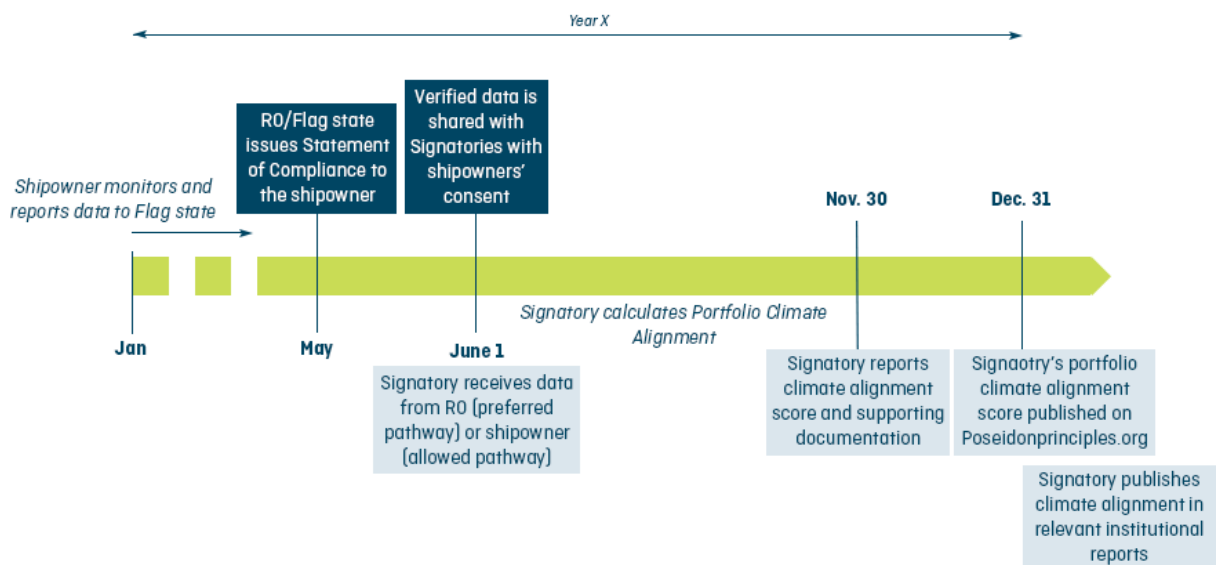 Year X
RO/Flag state
issues Statement
of Compliance to
the shipowner
Verified data is
shared with
Signatories with
shipowners’
consent
Shipowner monitors and
reports data to Flag state
Nov. 30
Dec. 31
Signatory calculates Portfolio Climate
Alignment
Jan
May
June 1
Signatory receives data
from RO (preferred
pathway) or shipowner
(allowed pathway)
Signatory reports
climate alignment
score and supporting
documentation
Signaotry’s portfolio
climate alignment
score published on
Poseidonprinciples.org
Signatory publishes
climate alignment in
relevant institutional
reports